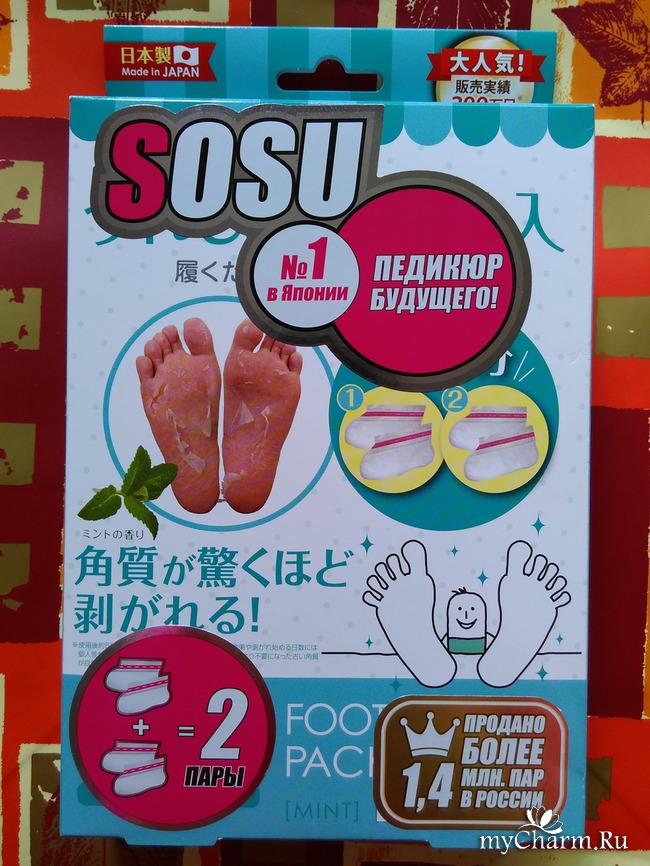 日本製
Made in JAPAN
大人気!
販売実績
SOSU
履くだ
№1
в Японии
ПЕДИКЮР
БУДУЩЕГО!
1
2
ミントの香り
角質が驚くほど
剥がれる!
+
= 2
ПАРЫ
FOOT
PACK
[MINT]
ПРОДАНО
БОЛЕЕ
1,4 МЛН. ПАР
В РОССИИ
myCharm.Ru